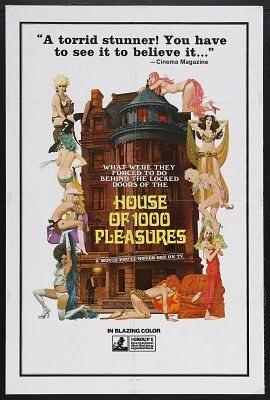 "A torrid stunner! You have
to see it to believe it..."
—Cinema Magazine
WHAT WERE THEY
FORCED TO DO
BEHIND THE LOCKED
DOORS OF THE
HOUSE
OF 1000
PLEASURES
A MOVIE YOU'LL NEVER SEE ON TV.
IN BLAZING COLOR
GROUP 1